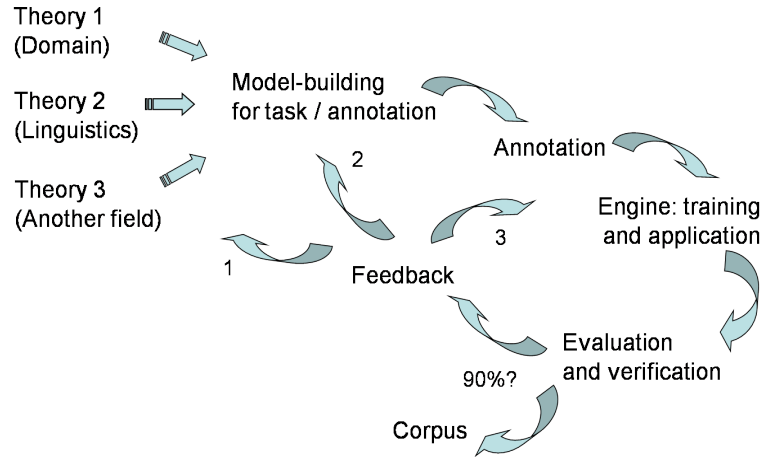 Theory 1
(Domain)
Theory 2
(Linguistics)
Theory 3
(Another field)
Model-building
for task / annotation
Annotation
Engine: training
and application
2
3
1
Feedback
Evaluation
and verification
90%?
Corpus